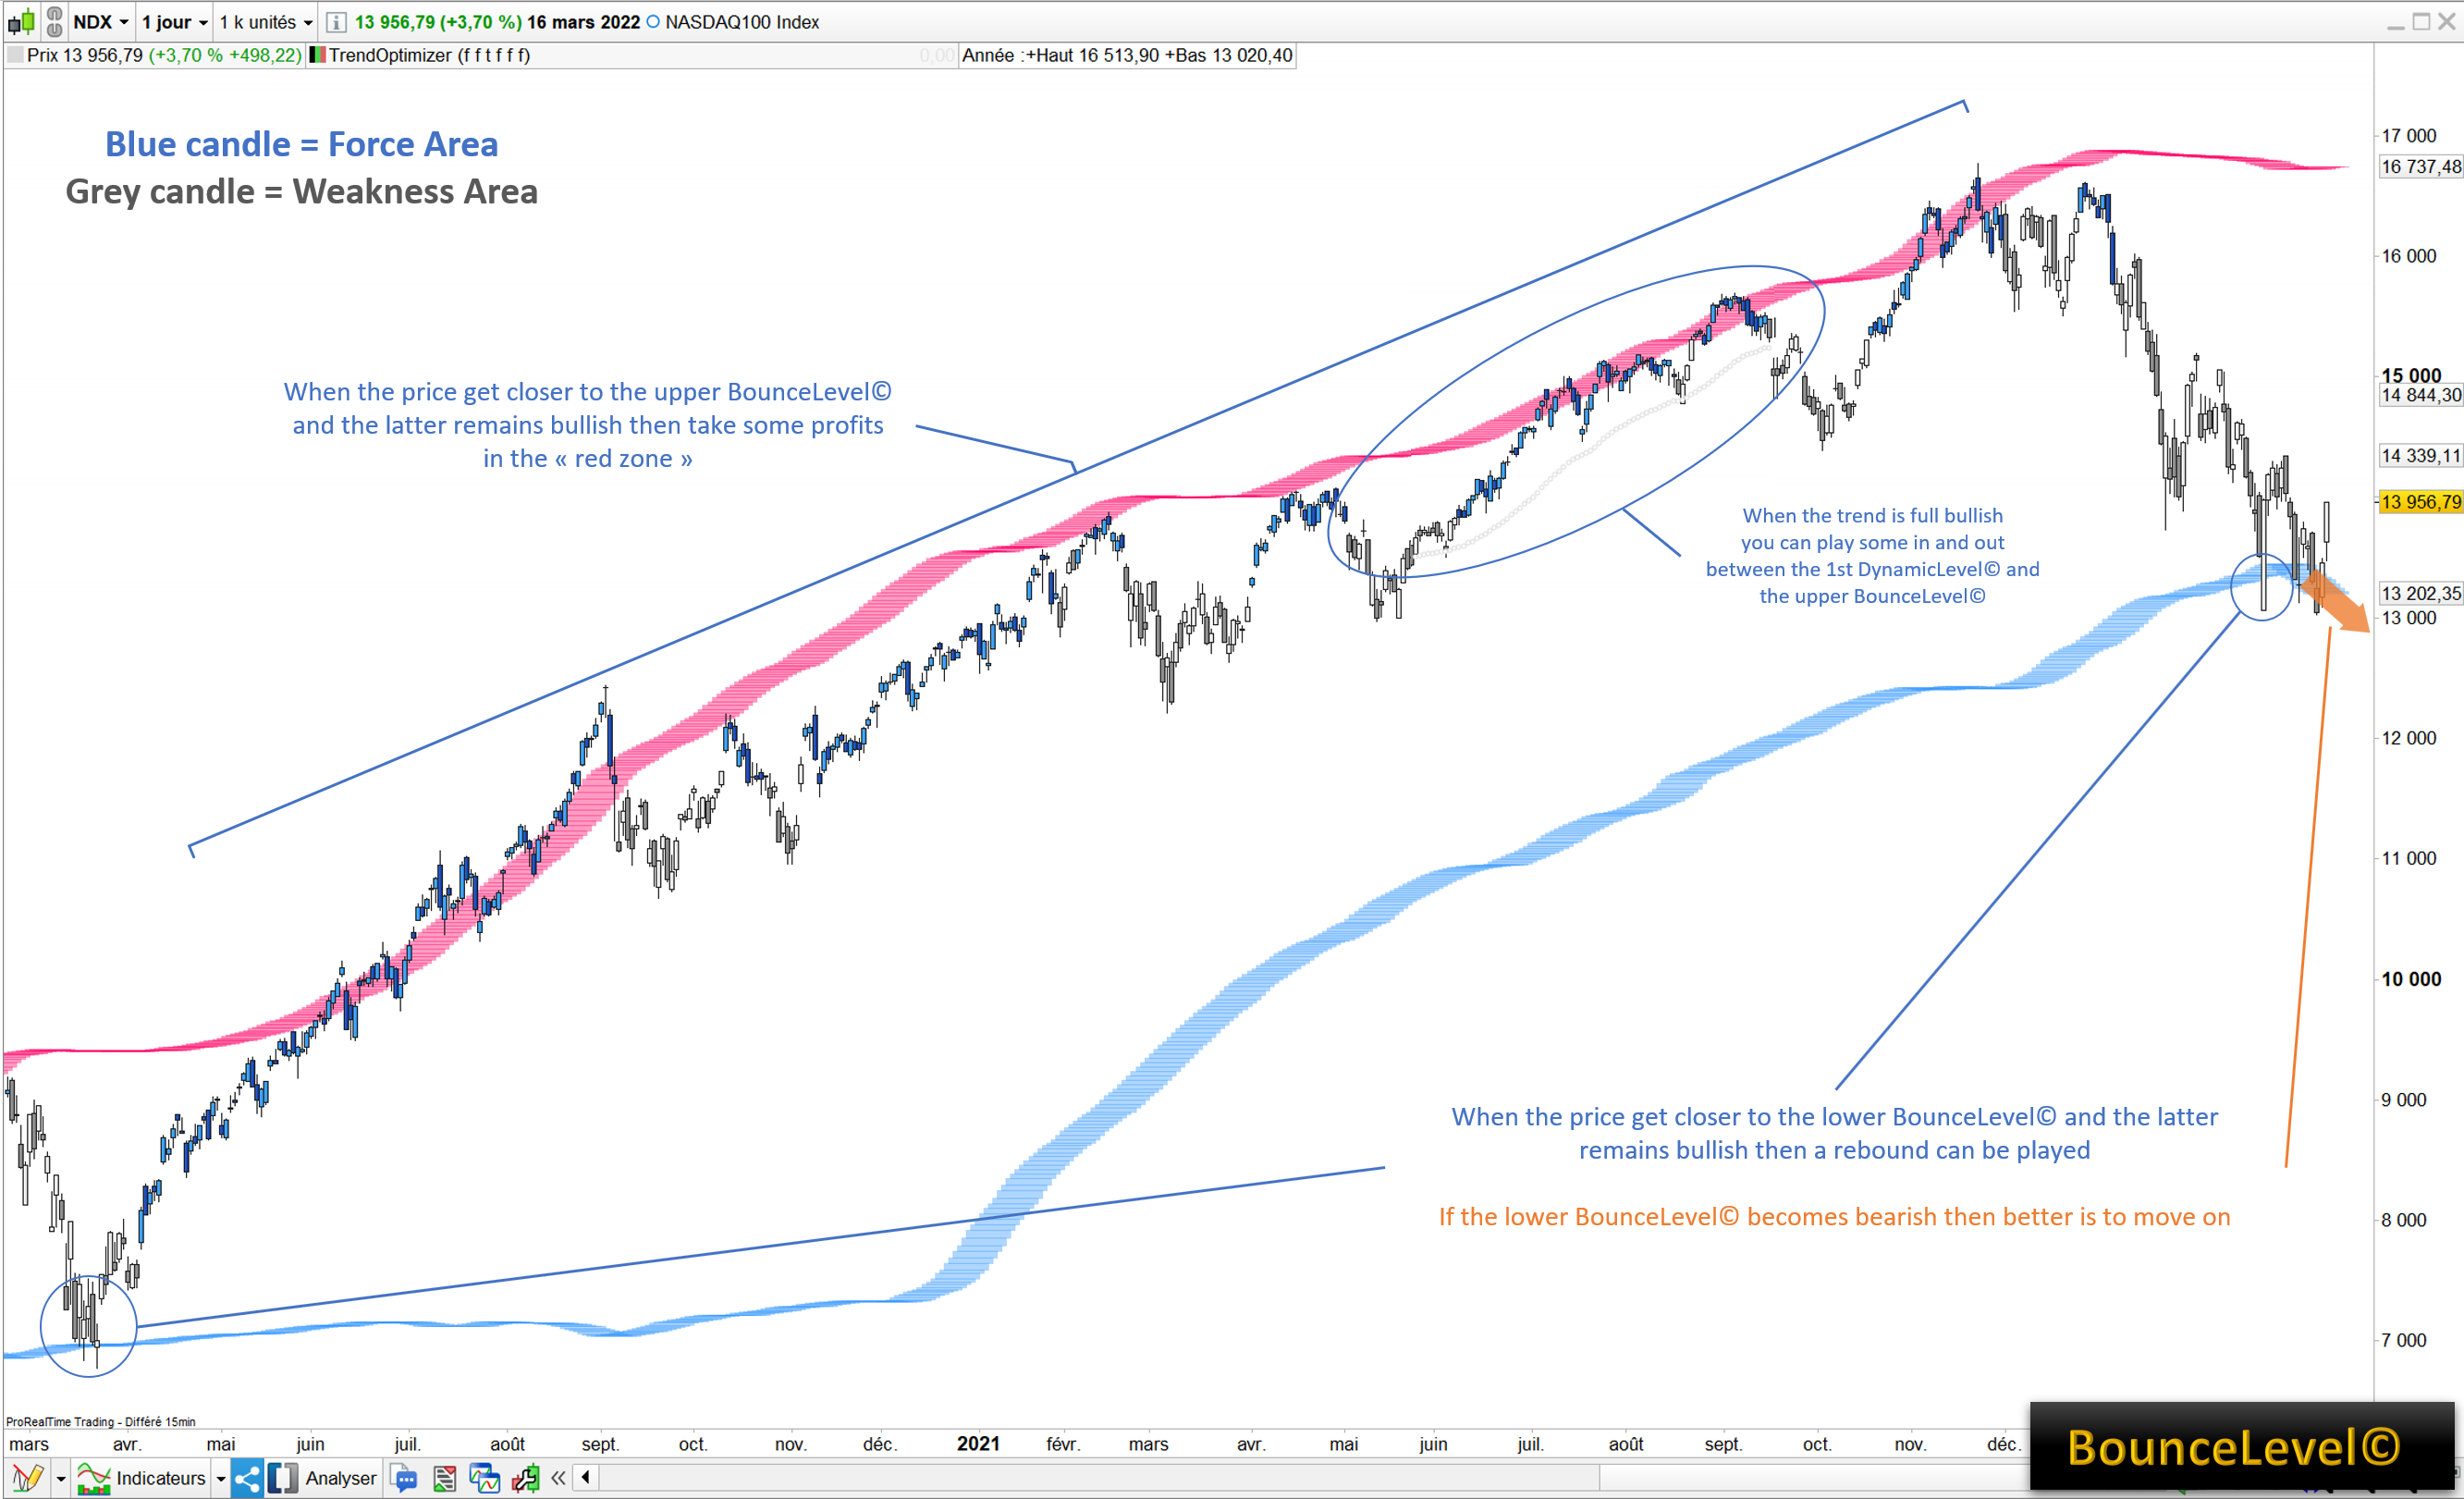 NDX 1 jour 1 k unités 13 956,79 (+3,70 %) 16 mars 2022 NASDAQ100 Index
Prix 13 956,79 (+3,70 % +498,22) TrendOptimizer (f f t f f f) 0,00 Année :+Haut 16 513,90 +Bas 13 020,40
Blue candle = Force Area
Grey candle = Weakness Area
17 000
16 737,48
16 000
When the price get closer to the upper BounceLevel©
and the latter remains bullish then take some profits
in the « red zone »
15 000
14 844,30
14 339,11
13 956,79
When the trend is full bullish
you can play some in and out
between the 1st DynamicLevel© and
the upper BounceLevel©
13 202,35
13 000
12 000
11 000
10 000
9 000
When the price get closer to the lower BounceLevel© and the latter
remains bullish then a rebound can be played
If the lower BounceLevel© becomes bearish then better is to move on
8 000
7 000
ProRealTime Trading - Différé 15min
mars avr. mai juin juil. août sept. oct. nov. déc. 2021 févr. mars avr. mai juin juil. août sept. oct. nov. déc.
BounceLevel©
Indicateurs Analyser